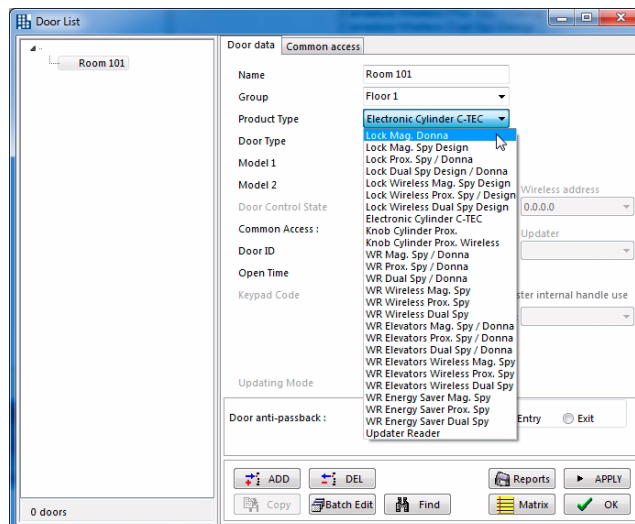 Door List
Room 101
0 doors
Door data
Common access
Name
Room 101
Group
Floor 1
Product Type
Electronic Cylinder C-TEC
Door Type
Model 1
Model 2
Door Control State
Common Access :
Door ID
Open Time
Keypad Code
Updating Mode
Lock Mag. Donna
Lock Mag. Spy Design
Lock Prox. Spy / Donna
Lock Dual Spy Design / Donna
Lock Wireless Mag. Spy Design
Lock Wireless Prox. Spy / Design
Lock Wireless Dual Spy Design
Electronic Cylinder C-TEC
Knob Cylinder Prox.
Knob Cylinder Prox. Wireless
WR Mag. Spy / Donna
WR Prox. Spy / Donna
WR Dual Spy / Donna
WR Wireless Mag. Spy
WR Wireless Prox. Spy
WR Wireless Dual Spy
WR Elevators Mag. Spy / Donna
WR Elevators Prox. Spy / Donna
WR Elevators Dual Spy / Donna
WR Elevators Wireless Mag. Spy
WR Elevators Wireless Prox. Spy
WR Elevators Wireless Dual Spy
WR Energy Saver Mag. Spy
WR Energy Saver Prox. Spy
WR Energy Saver Dual Spy
Updater Reader
Wireless address
0.0.0.0
Updater
ster internal handle use
Door anti-passback :
Entry
Exit
ADD
DEL
Reports
APPLY
Copy
Batch Edit
Find
Matrix
OK